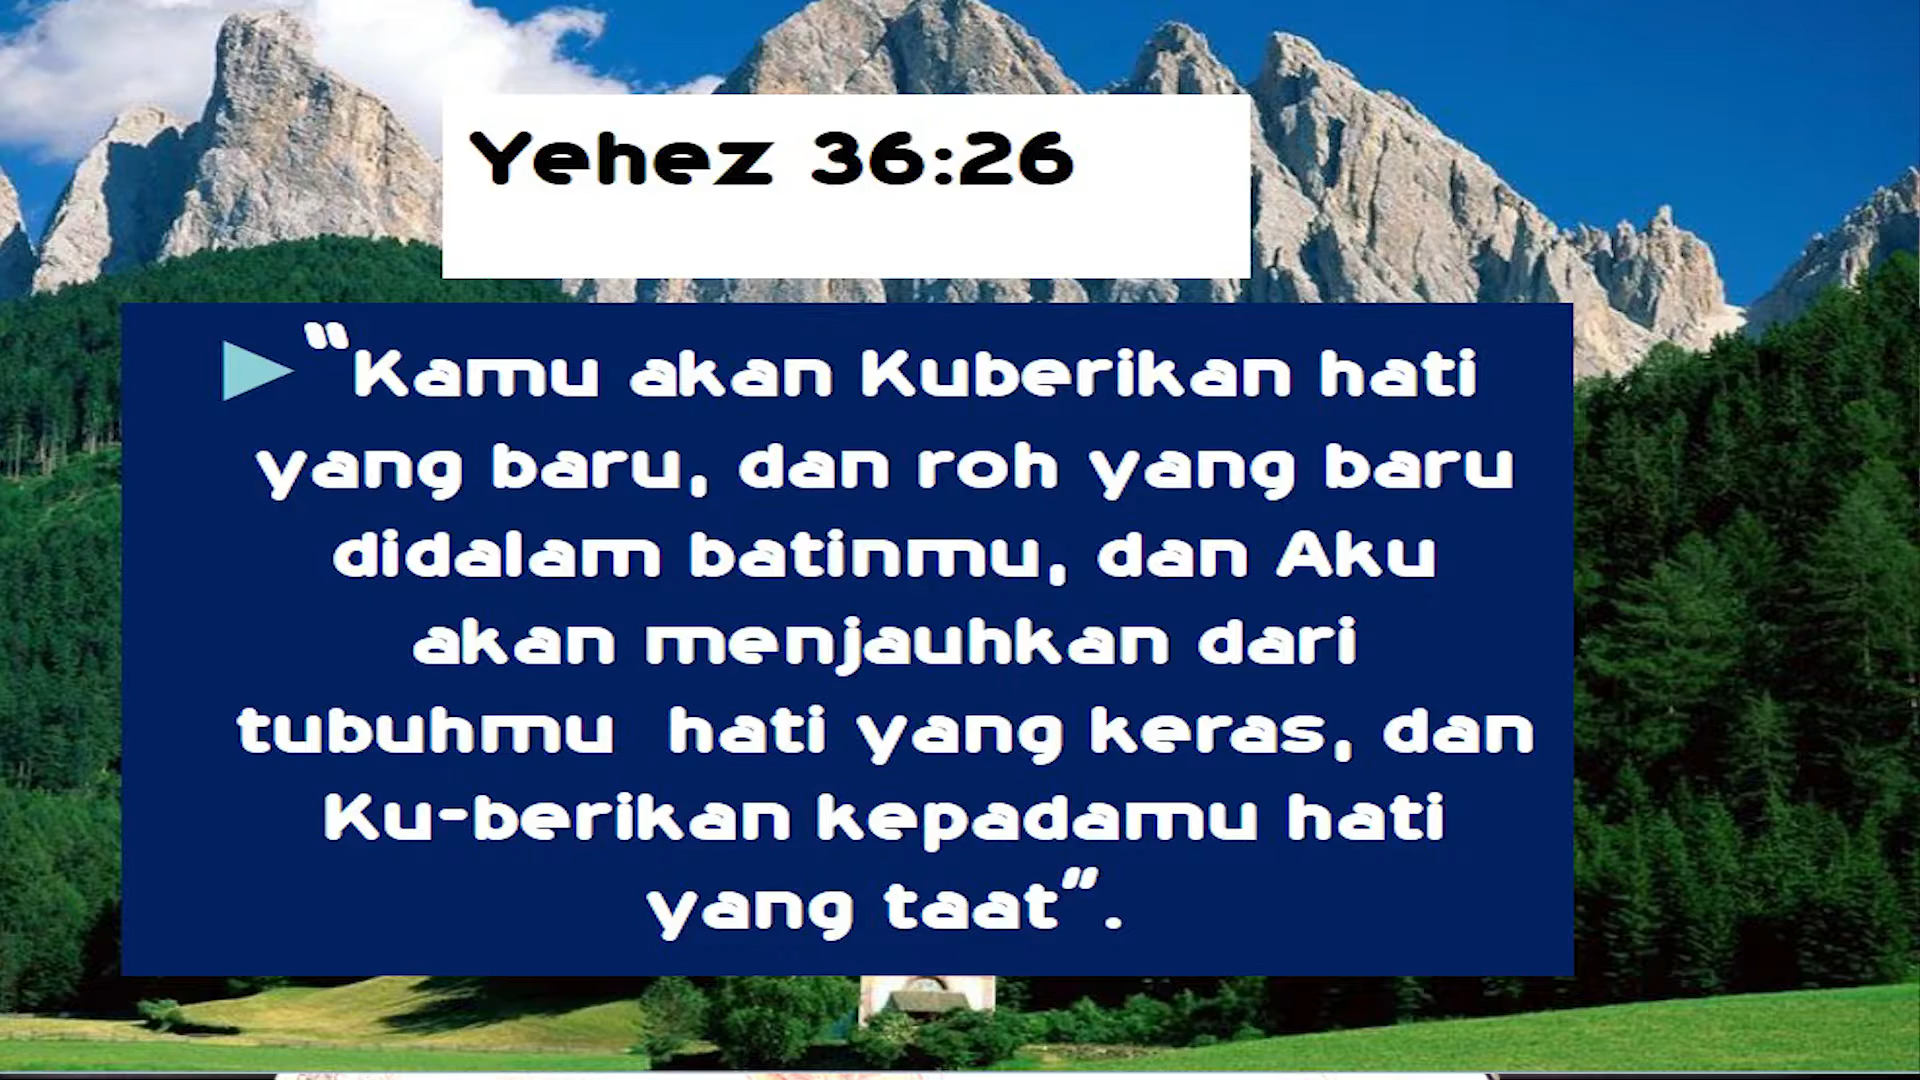 Yehez 36:26
"Kamu akan Kuberikan hati
yang baru, dan roh yang baru
didalam batinmu, dan Aku
akan menjauhkan dari
tubuhmu  hati yang keras, dan
Ku-berikan kepadamu hati
yang taat".